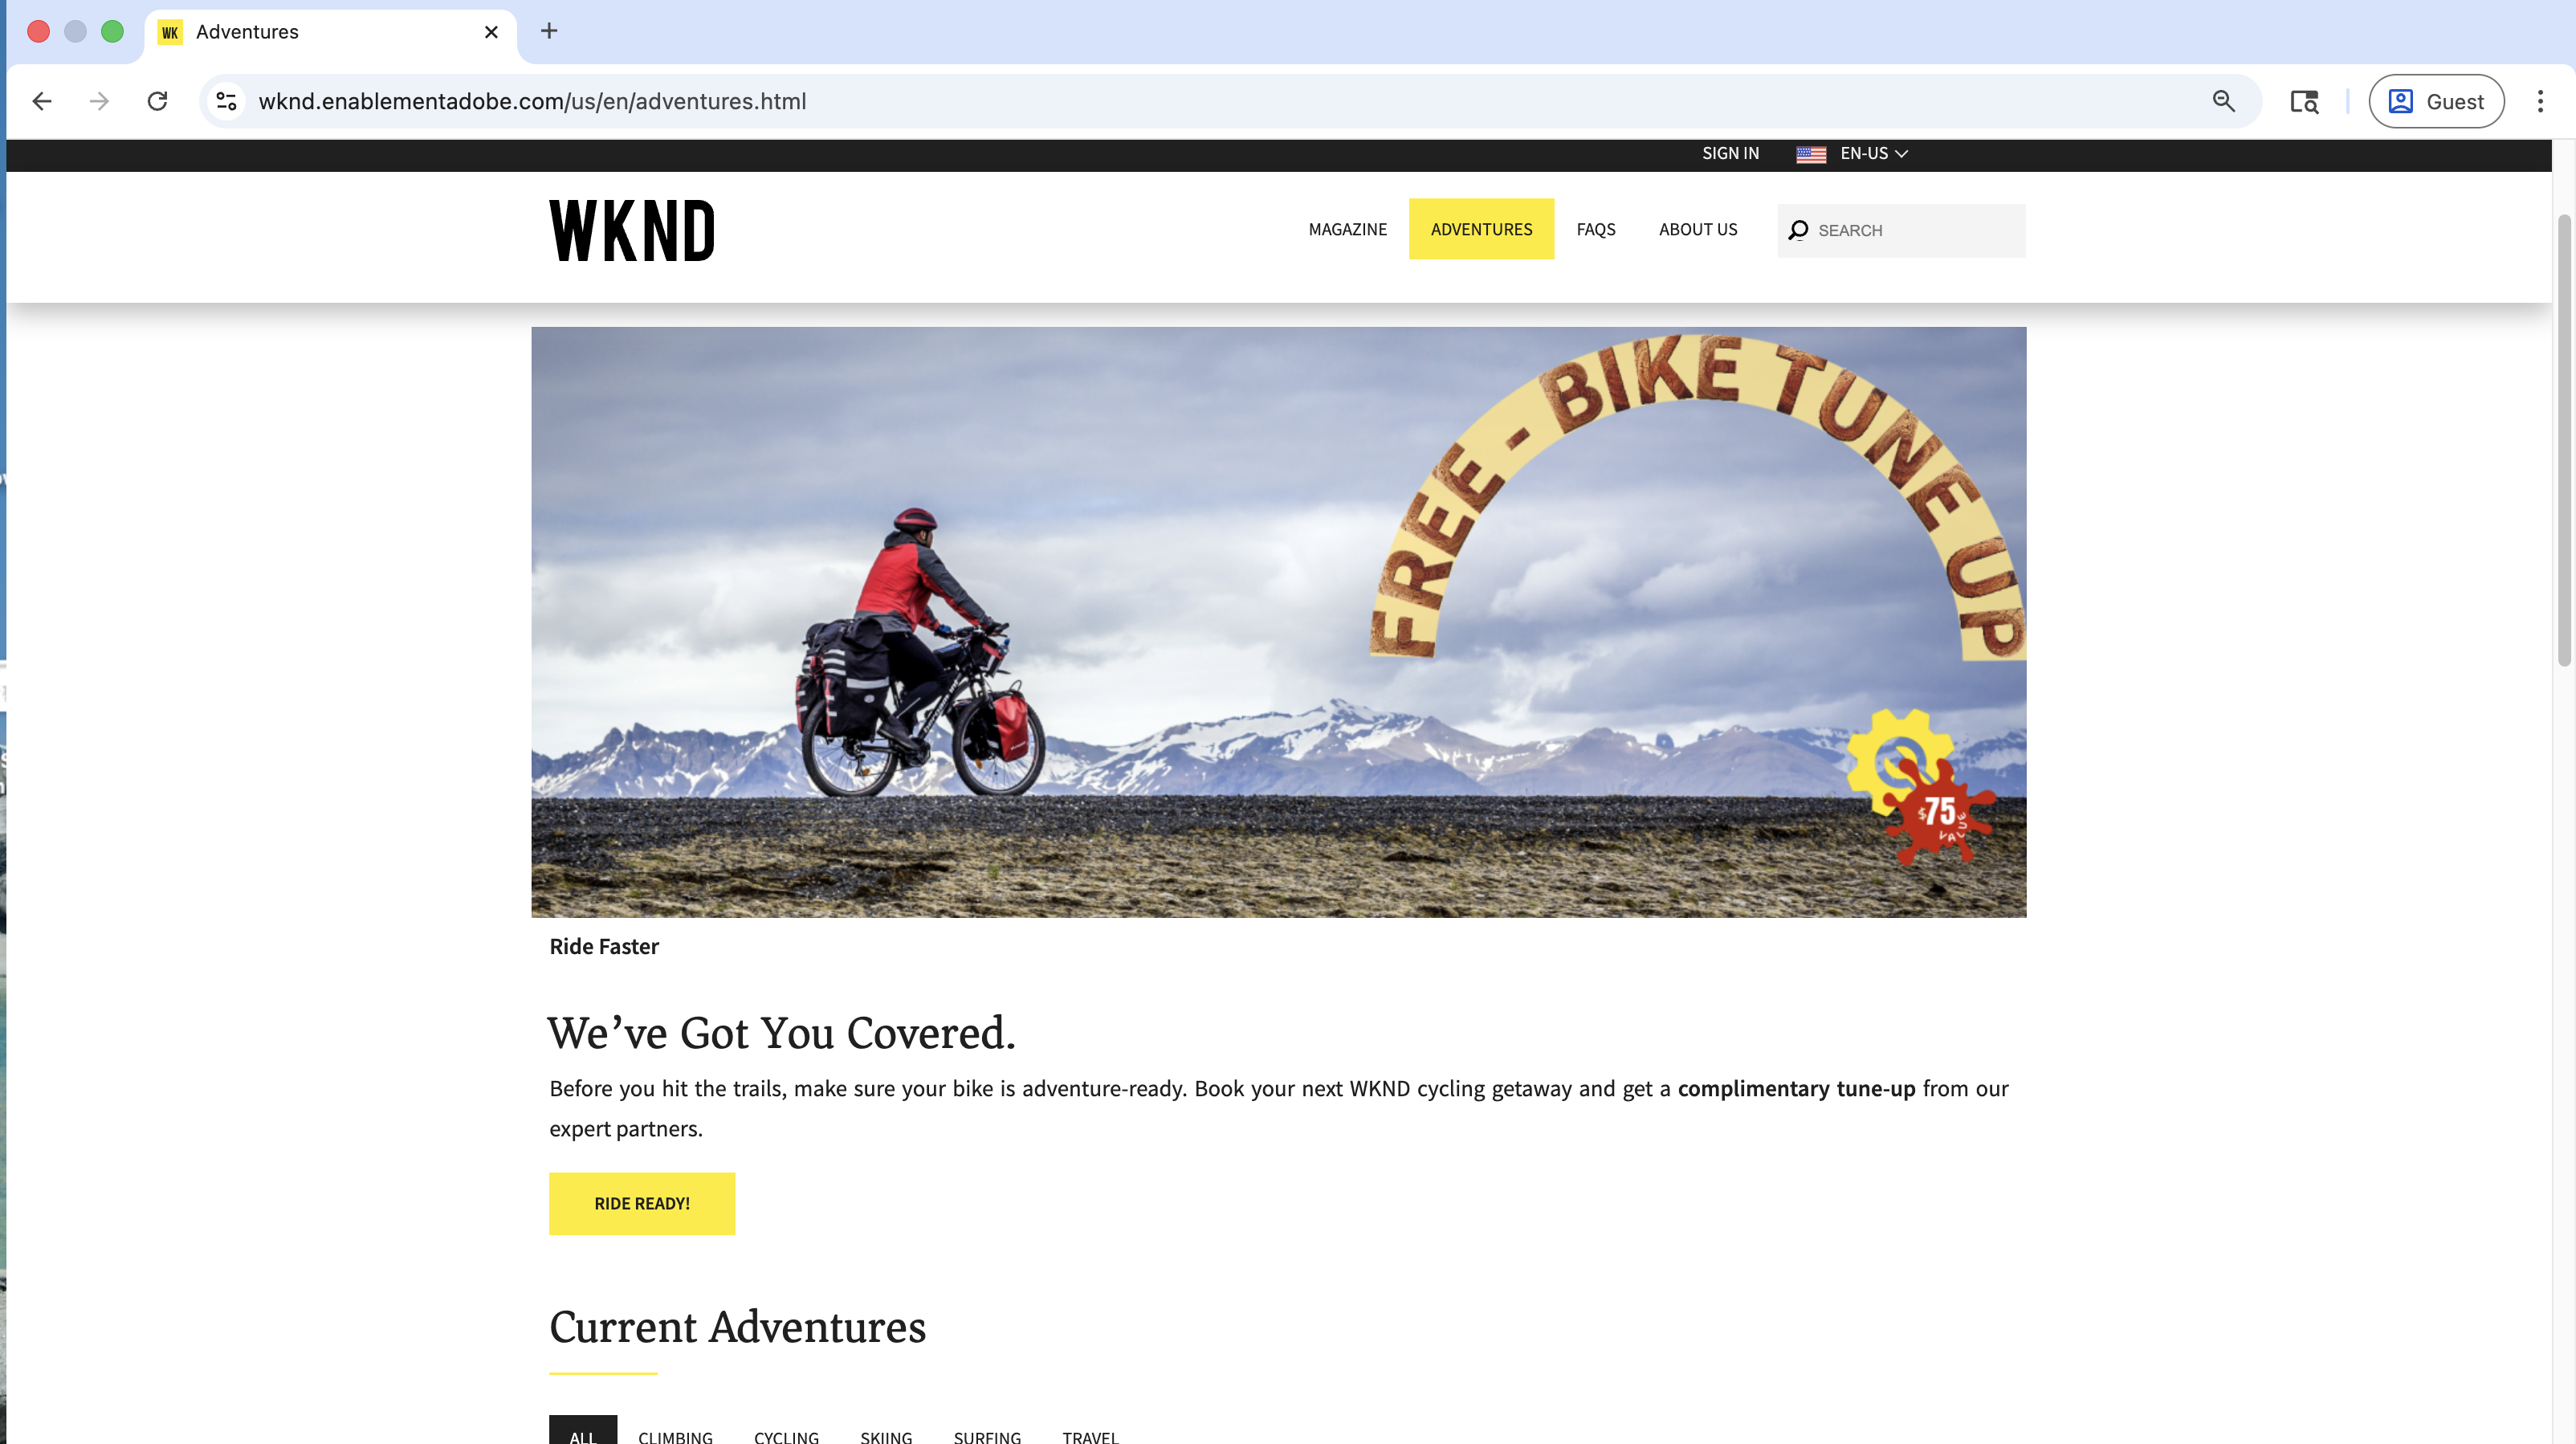 WK Adventures
wknd.enablementadobe.com/us/en/adventures.html
Guest
SIGN IN EN-US
WKND
MAGAZINE ADVENTURES FAQS ABOUT US SEARCH
FREE - BIKE TUNE UP
$75
VALUE
Ride Faster
We’ve Got You Covered.
Before you hit the trails, make sure your bike is adventure-ready. Book your next WKND cycling getaway and get a complimentary tune-up from our
expert partners.
RIDE READY!
Current Adventures
ALL CLIMBING CYCLING SKIING SURFING TRAVEL